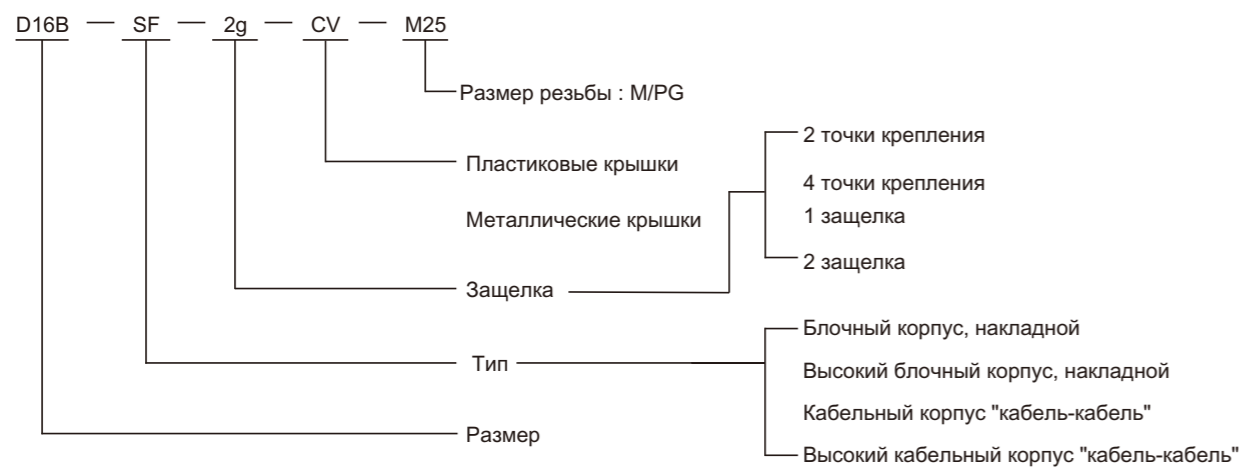 D16B — SF — 2g — CV — M25
Размер резьбы : M/PG
2 точки крепления
Пластиковые крышки
4 точки крепления
Металлические крышки
1 защелка
2 защелка
Защелка
Блочный корпус, накладной
Тип
Высокий блочный корпус, накладной
Кабельный корпус "кабель-кабель"
Размер
Высокий кабельный корпус "кабель-кабель"